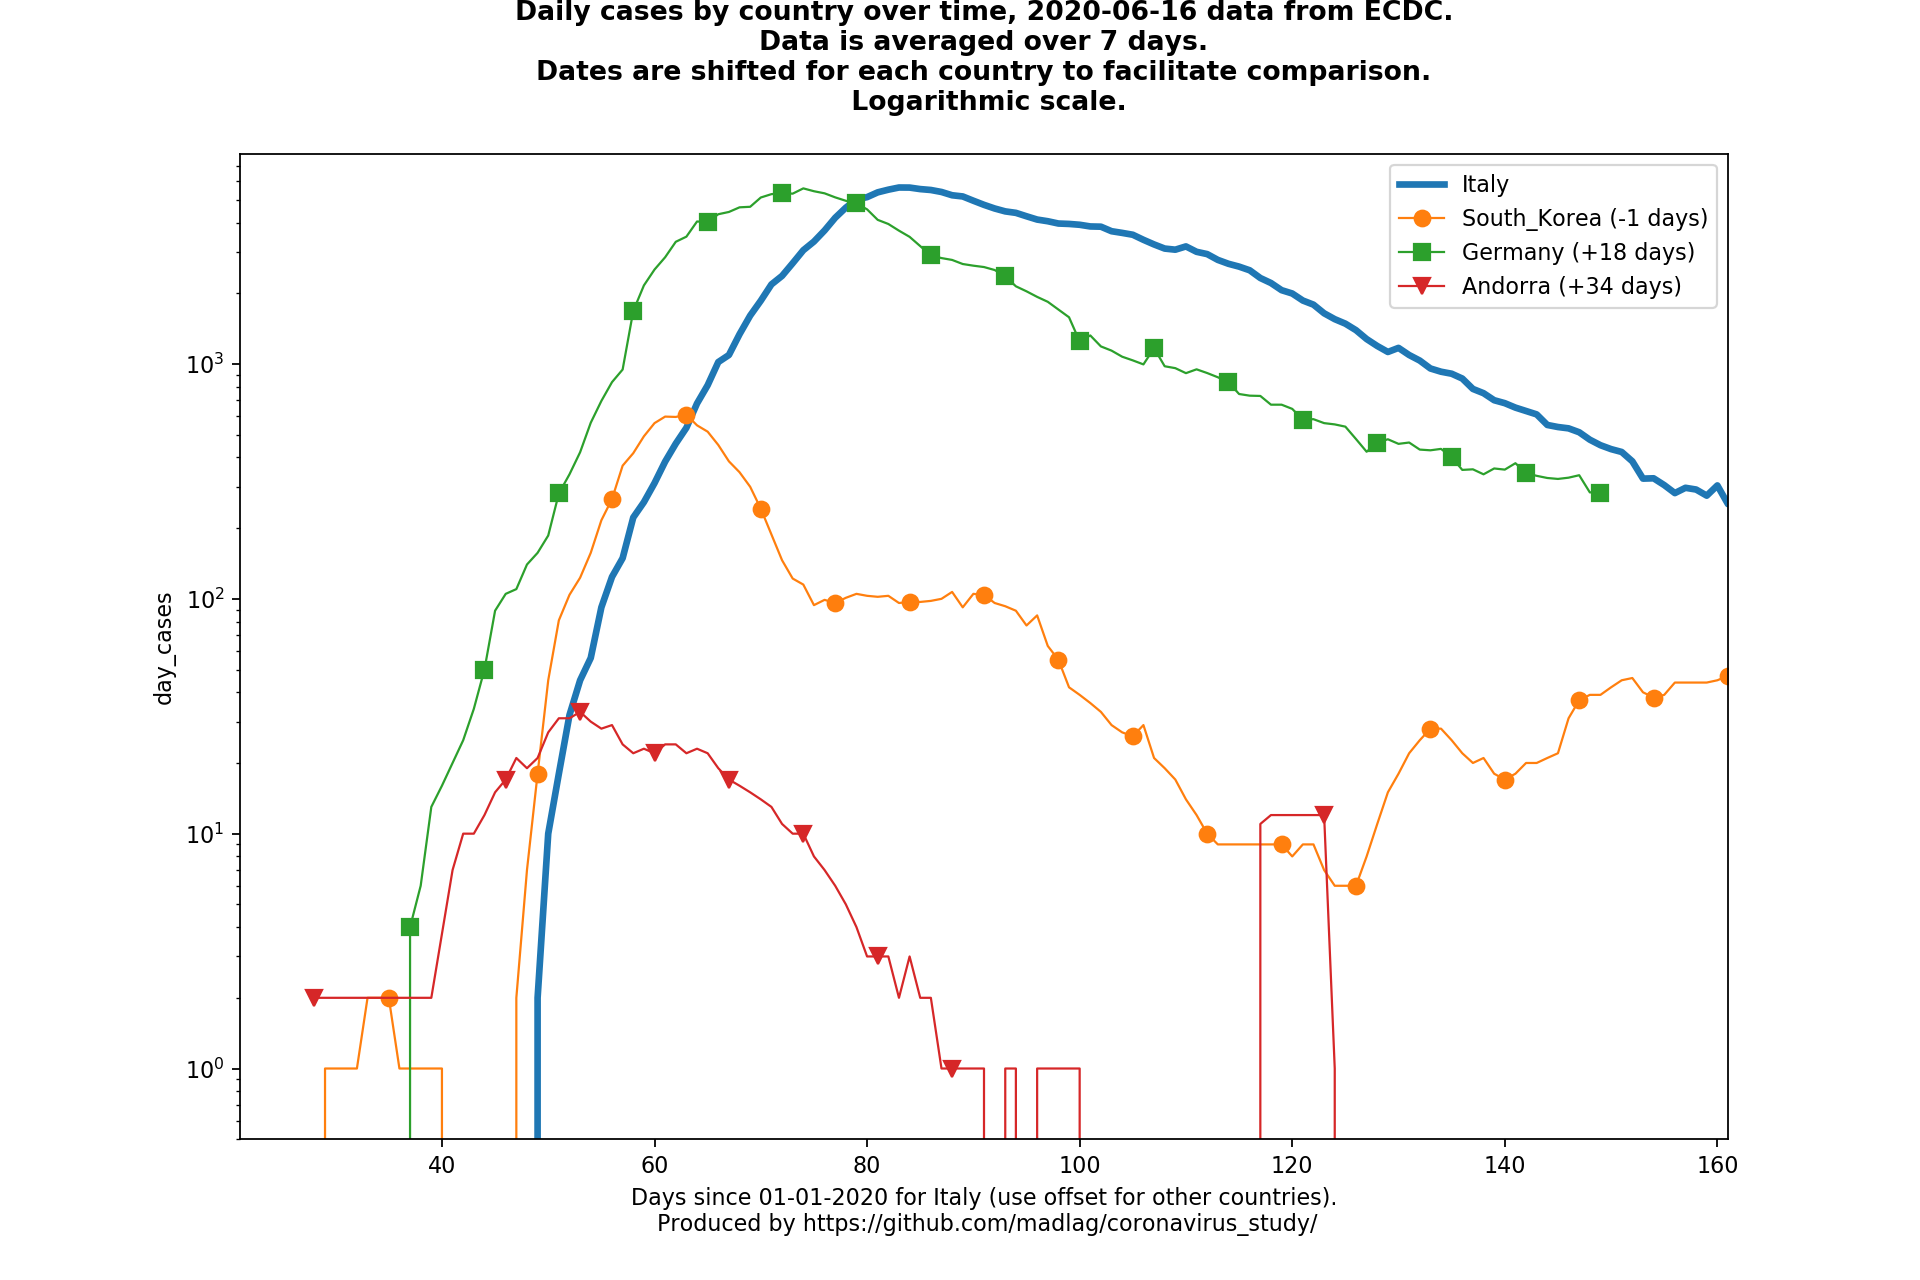 Daily cases by country over time, 2020-06-16 data from ECDC.
Data is averaged over 7 days.
Dates are shifted for each country to facilitate comparison.
Logarithmic scale.
Italy
South_Korea (-1 days)
Germany (+18 days)
Andorra (+34 days)
day_cases
10³
10²
10¹
10⁰
40 60 80 100 120 140 160
Days since 01-01-2020 for Italy (use offset for other countries).
Produced by https://github.com/madlag/coronavirus_study/